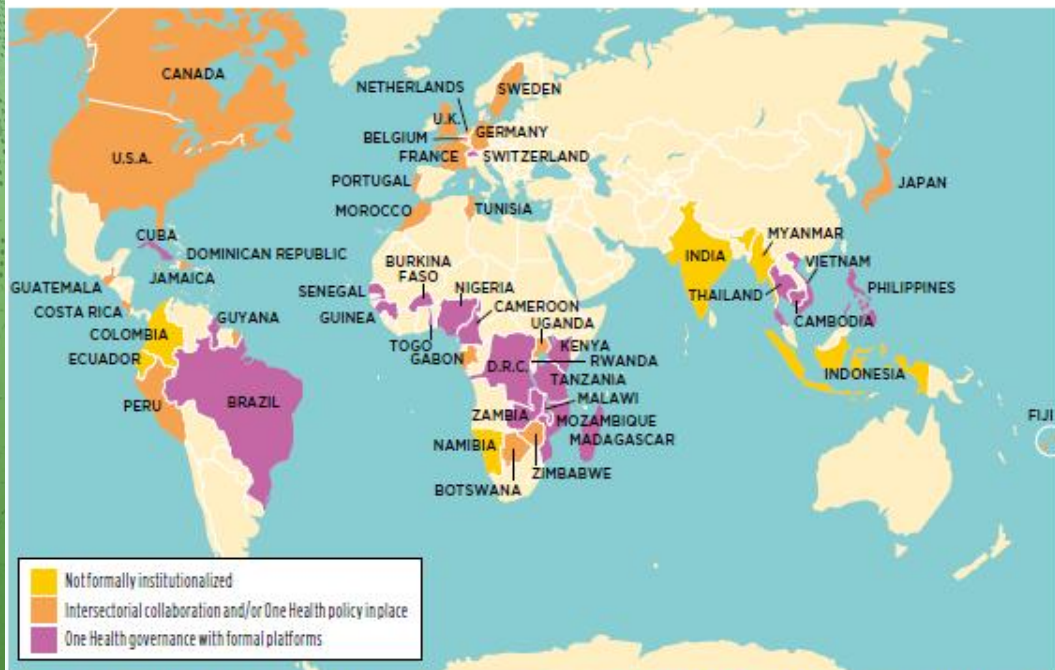 CANADA
NETHERLANDS
SWEDEN
U.K.
BELGIUM
GERMANY
U.S.A.
FRANCE
SWITZERLAND
PORTUGAL
JAPAN
MOROCCO
TUNISIA
CUBA
DOMINICAN REPUBLIC
MYANMAR
INDIA
BURKINA
FASO
VIETNAM
JAMAICA
GUATEMALA
SENEGAL
NIGERIA
THAILAND
PHILIPPINES
COSTA RICA
GUINEA
CAMEROON
GUYANA
CAMBODIA
COLOMBIA
UGANDA
TOGO
KENYA
ECUADOR
GABON
RWANDA
D.R.C.
INDONESIA
TANZANIA
PERU
BRAZIL
MALAWI
ZAMBIA
MOZAMBIQUE
FIJI
NAMIBIA
MADAGASCAR
ZIMBABWE
BOTSWANA
Not formally institutionalized
Intersectorial collaboration and/or One Health policy in place
One Health governance with formal platforms